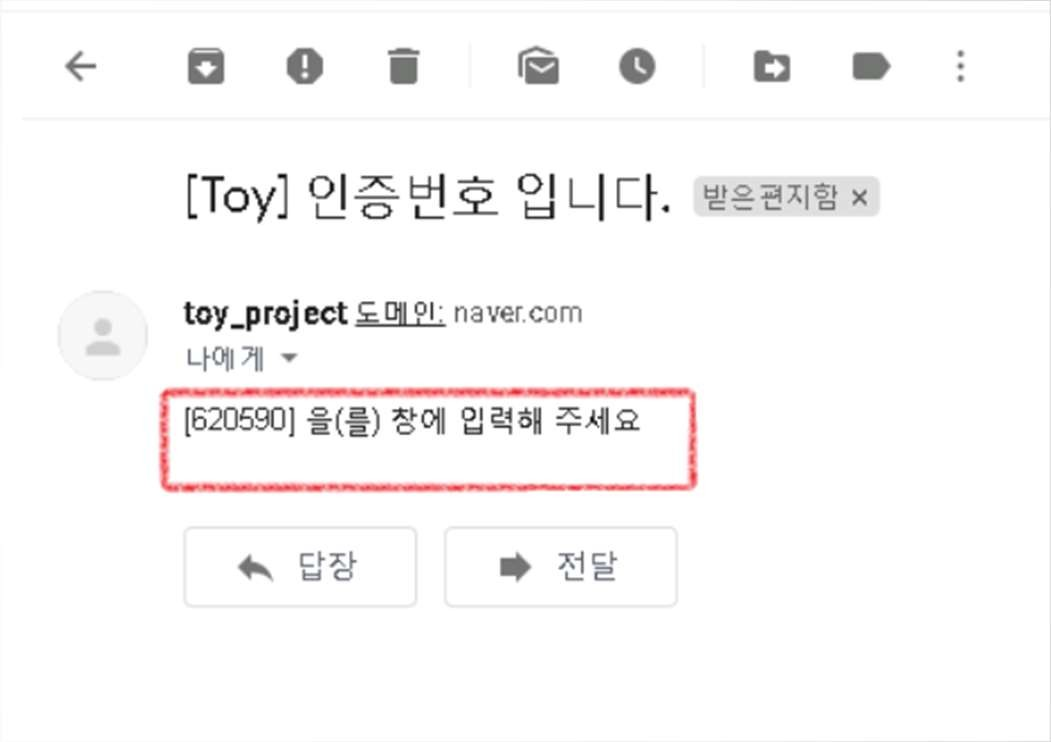 [Toy] 인증번호 입니다. 받은편지함 ×
toy_project 도메인: naver.com
나에게
[620590] 을(를) 창에 입력해 주세요
답장 전달